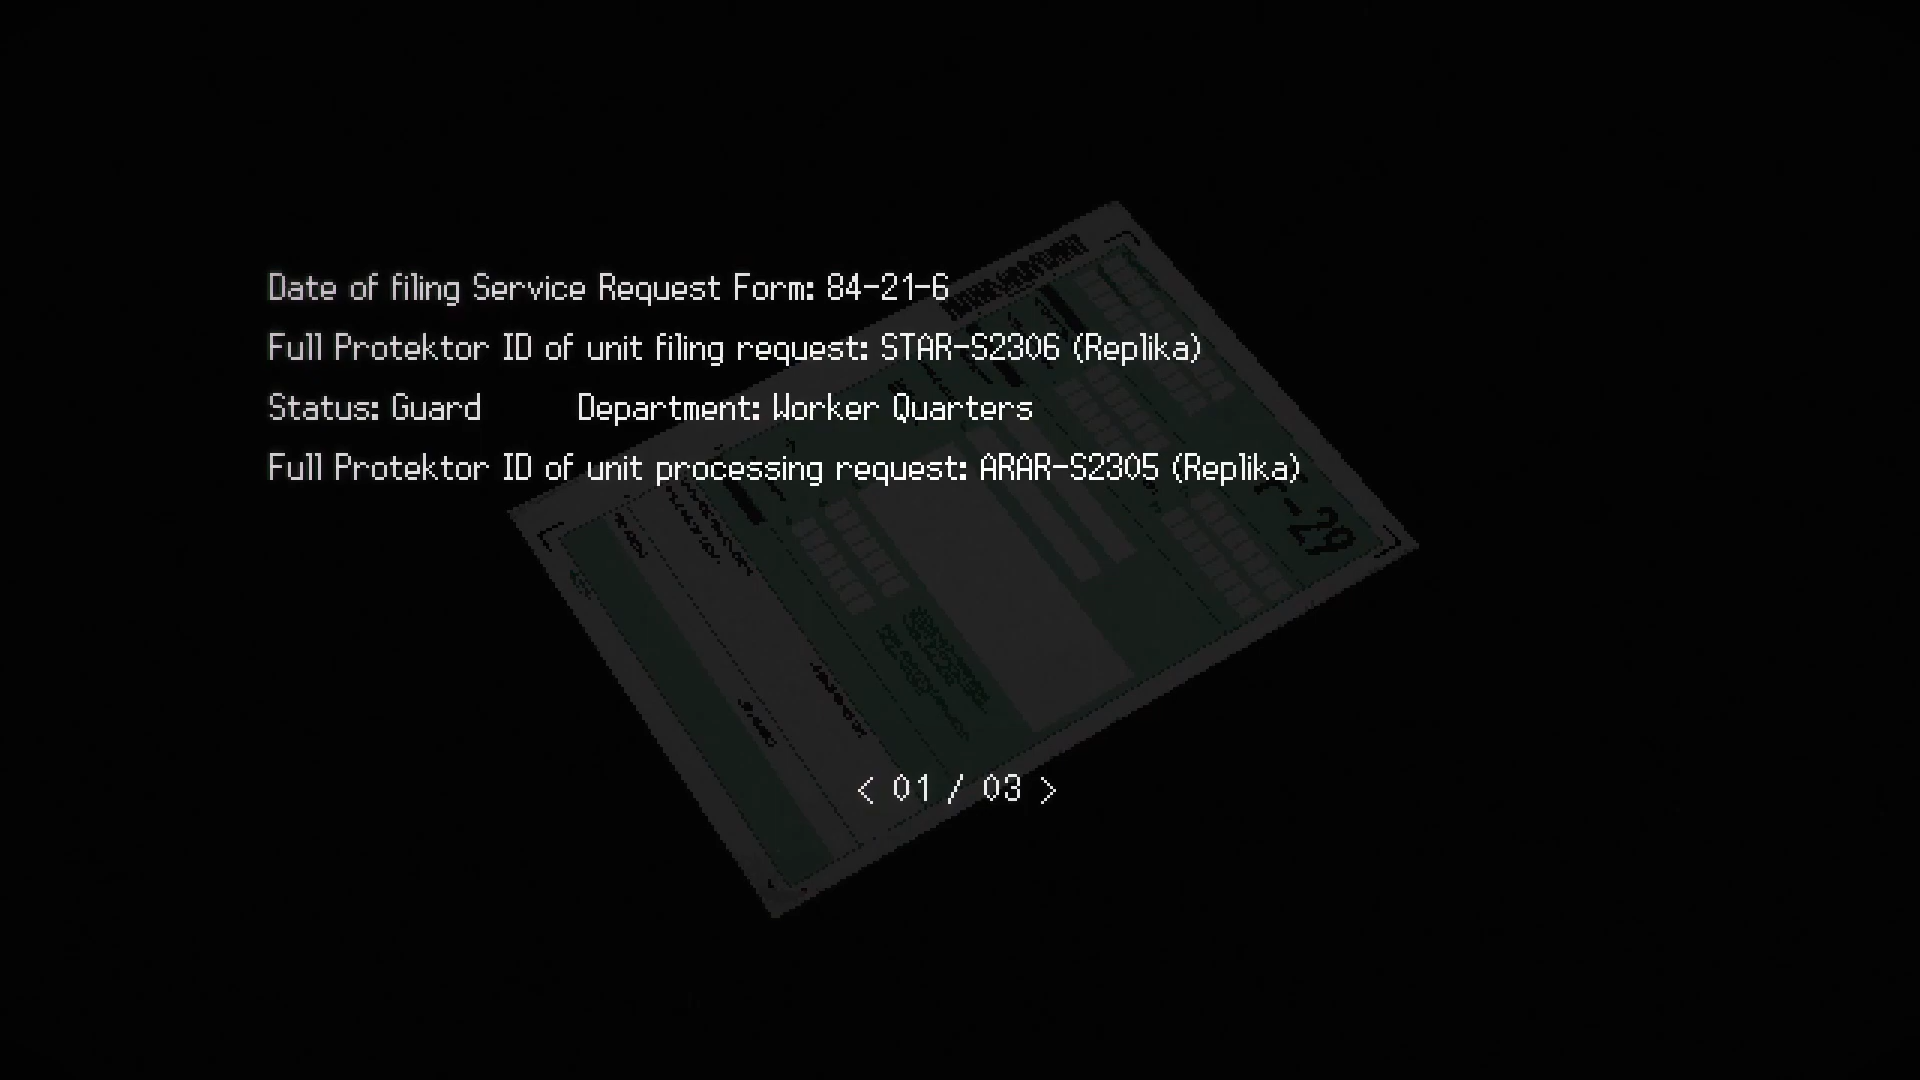 Date of filing Service Request Form: 84-21-6
Full Protektor ID of unit filing request: STAR-S2306 (Replika)
Status: Guard Department: Worker Quarters
Full Protektor ID of unit processing request: ARAR-S2305 (Replika)
-29
< 01 / 03 >